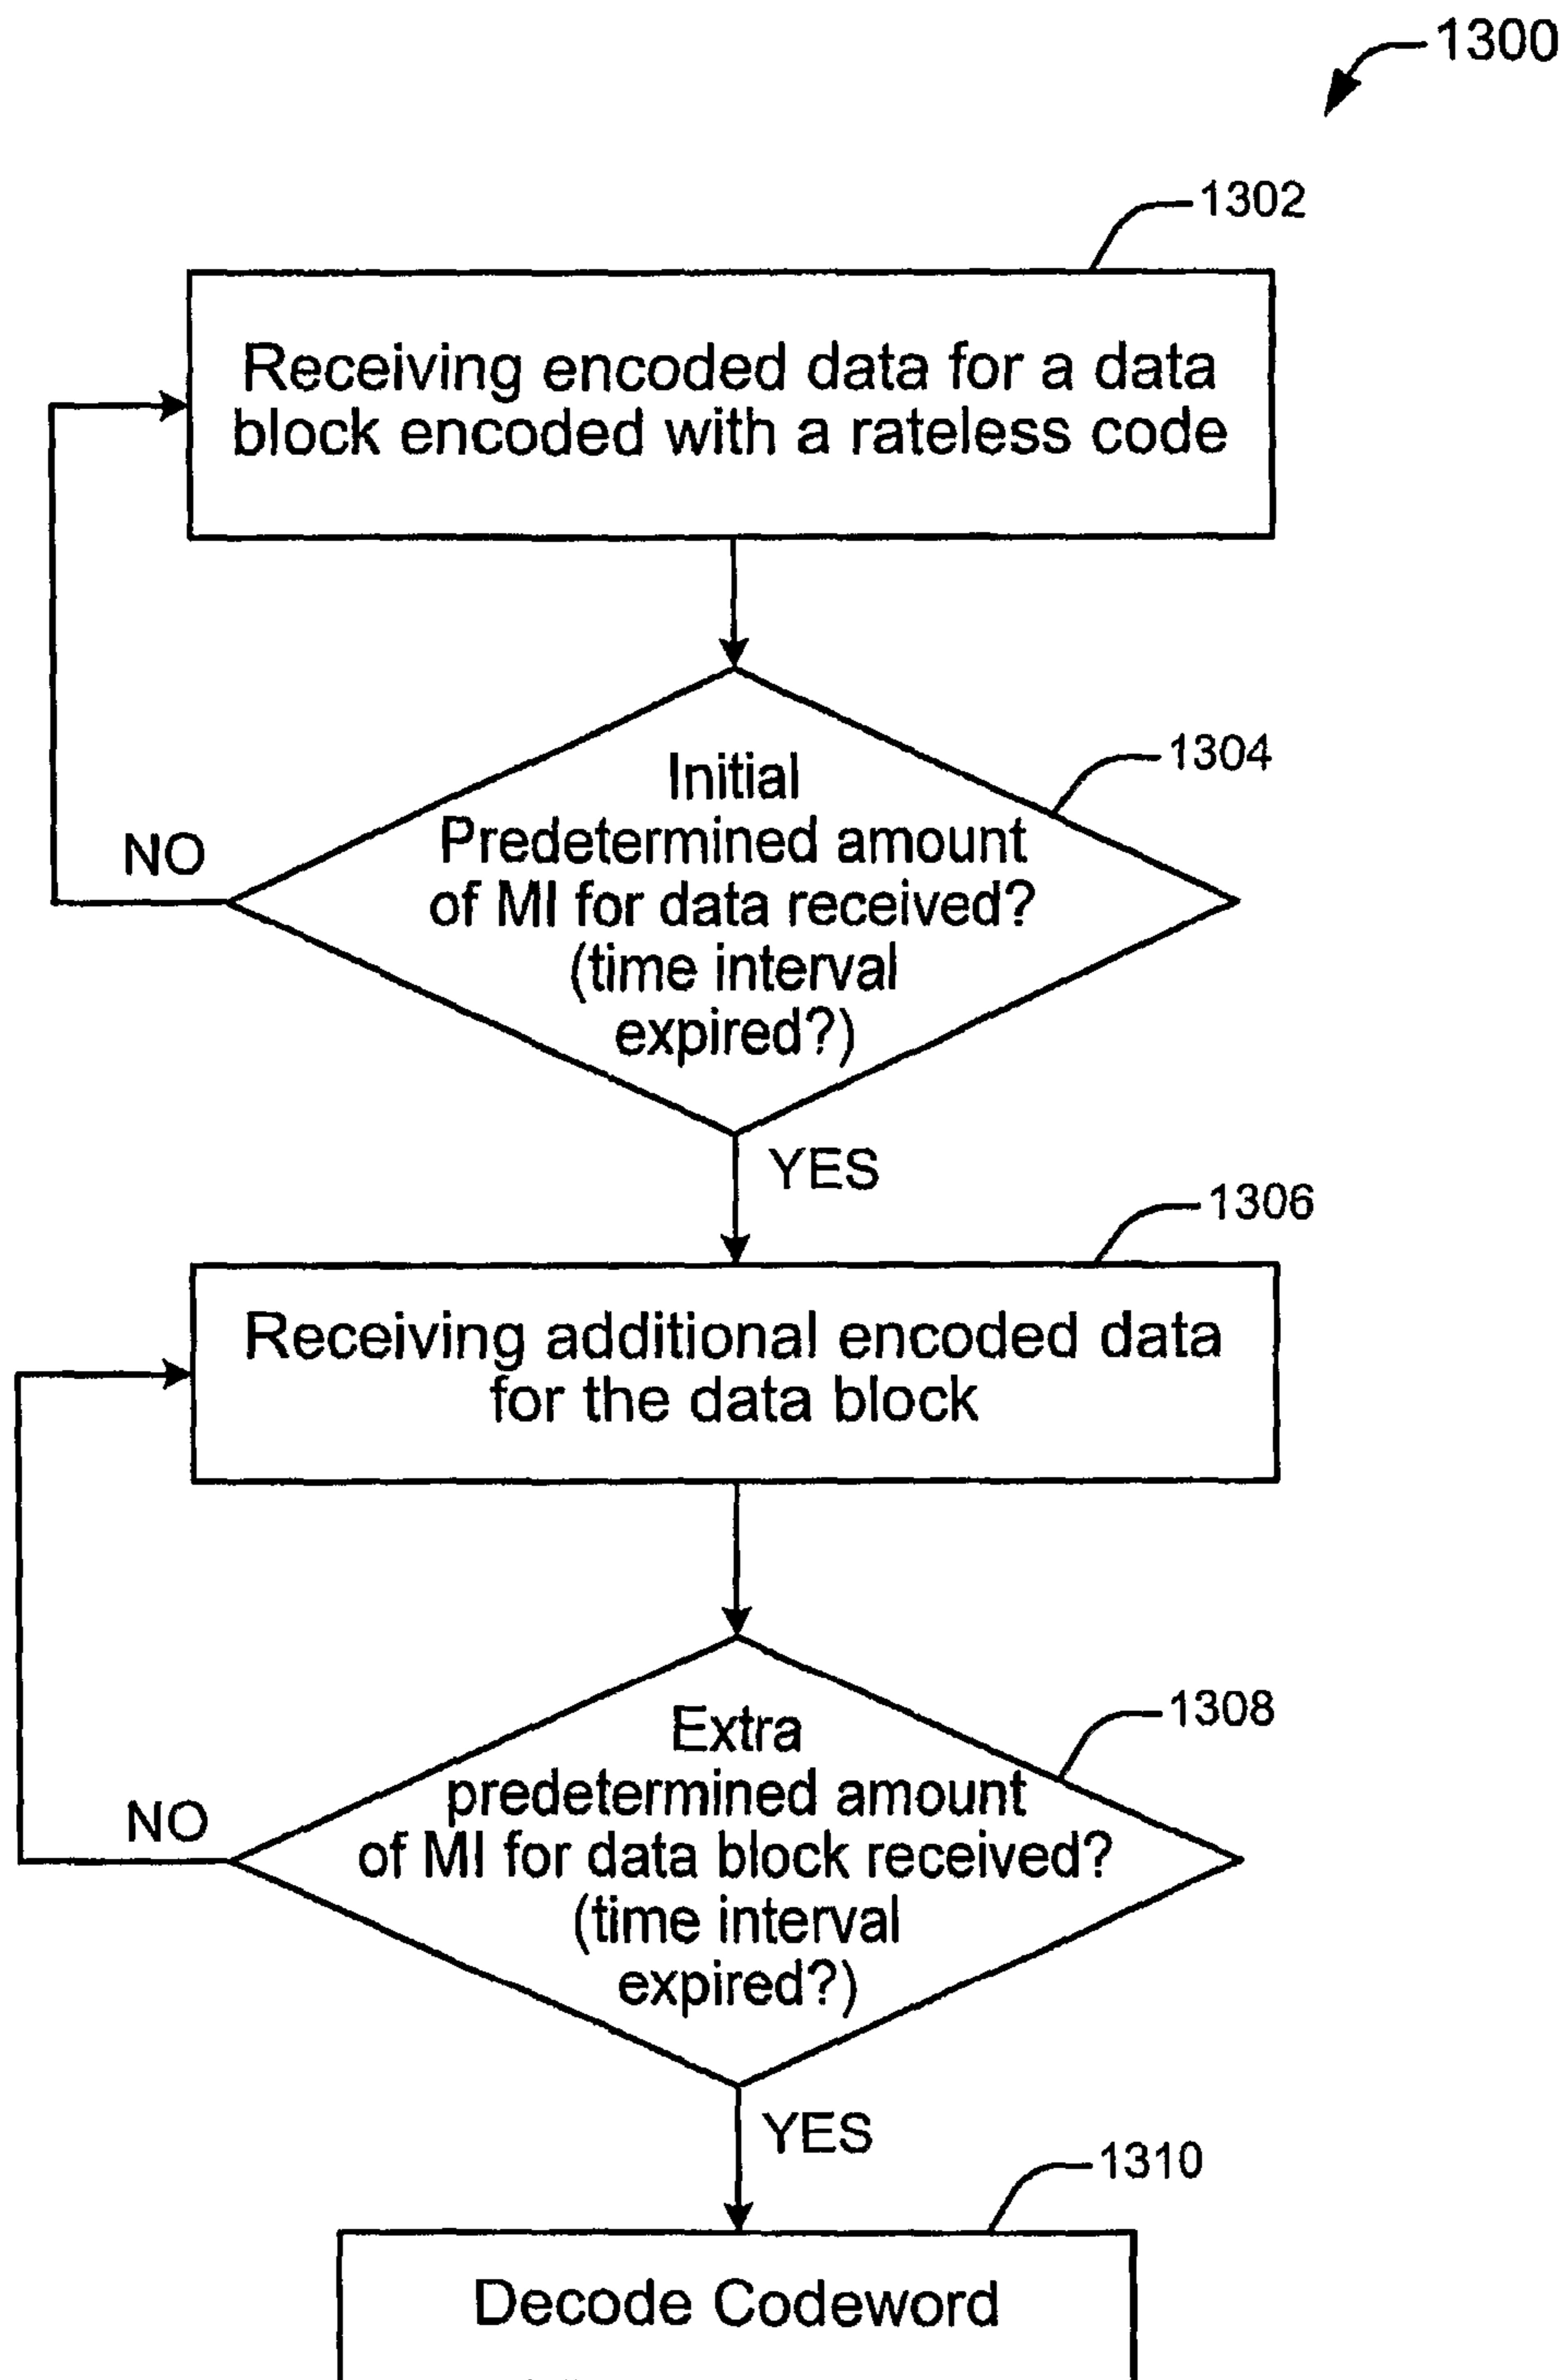 1300
1302
Receiving encoded data for a data
block encoded with a rateless code
1304
Initial
Predetermined amount
of MI for data received?
(time interval
expired?)
NO
YES
1306
Receiving additional encoded data
for the data block
1308
Extra
predetermined amount
of MI for data block received?
(time interval
expired?)
NO
YES
1310
Decode Codeword